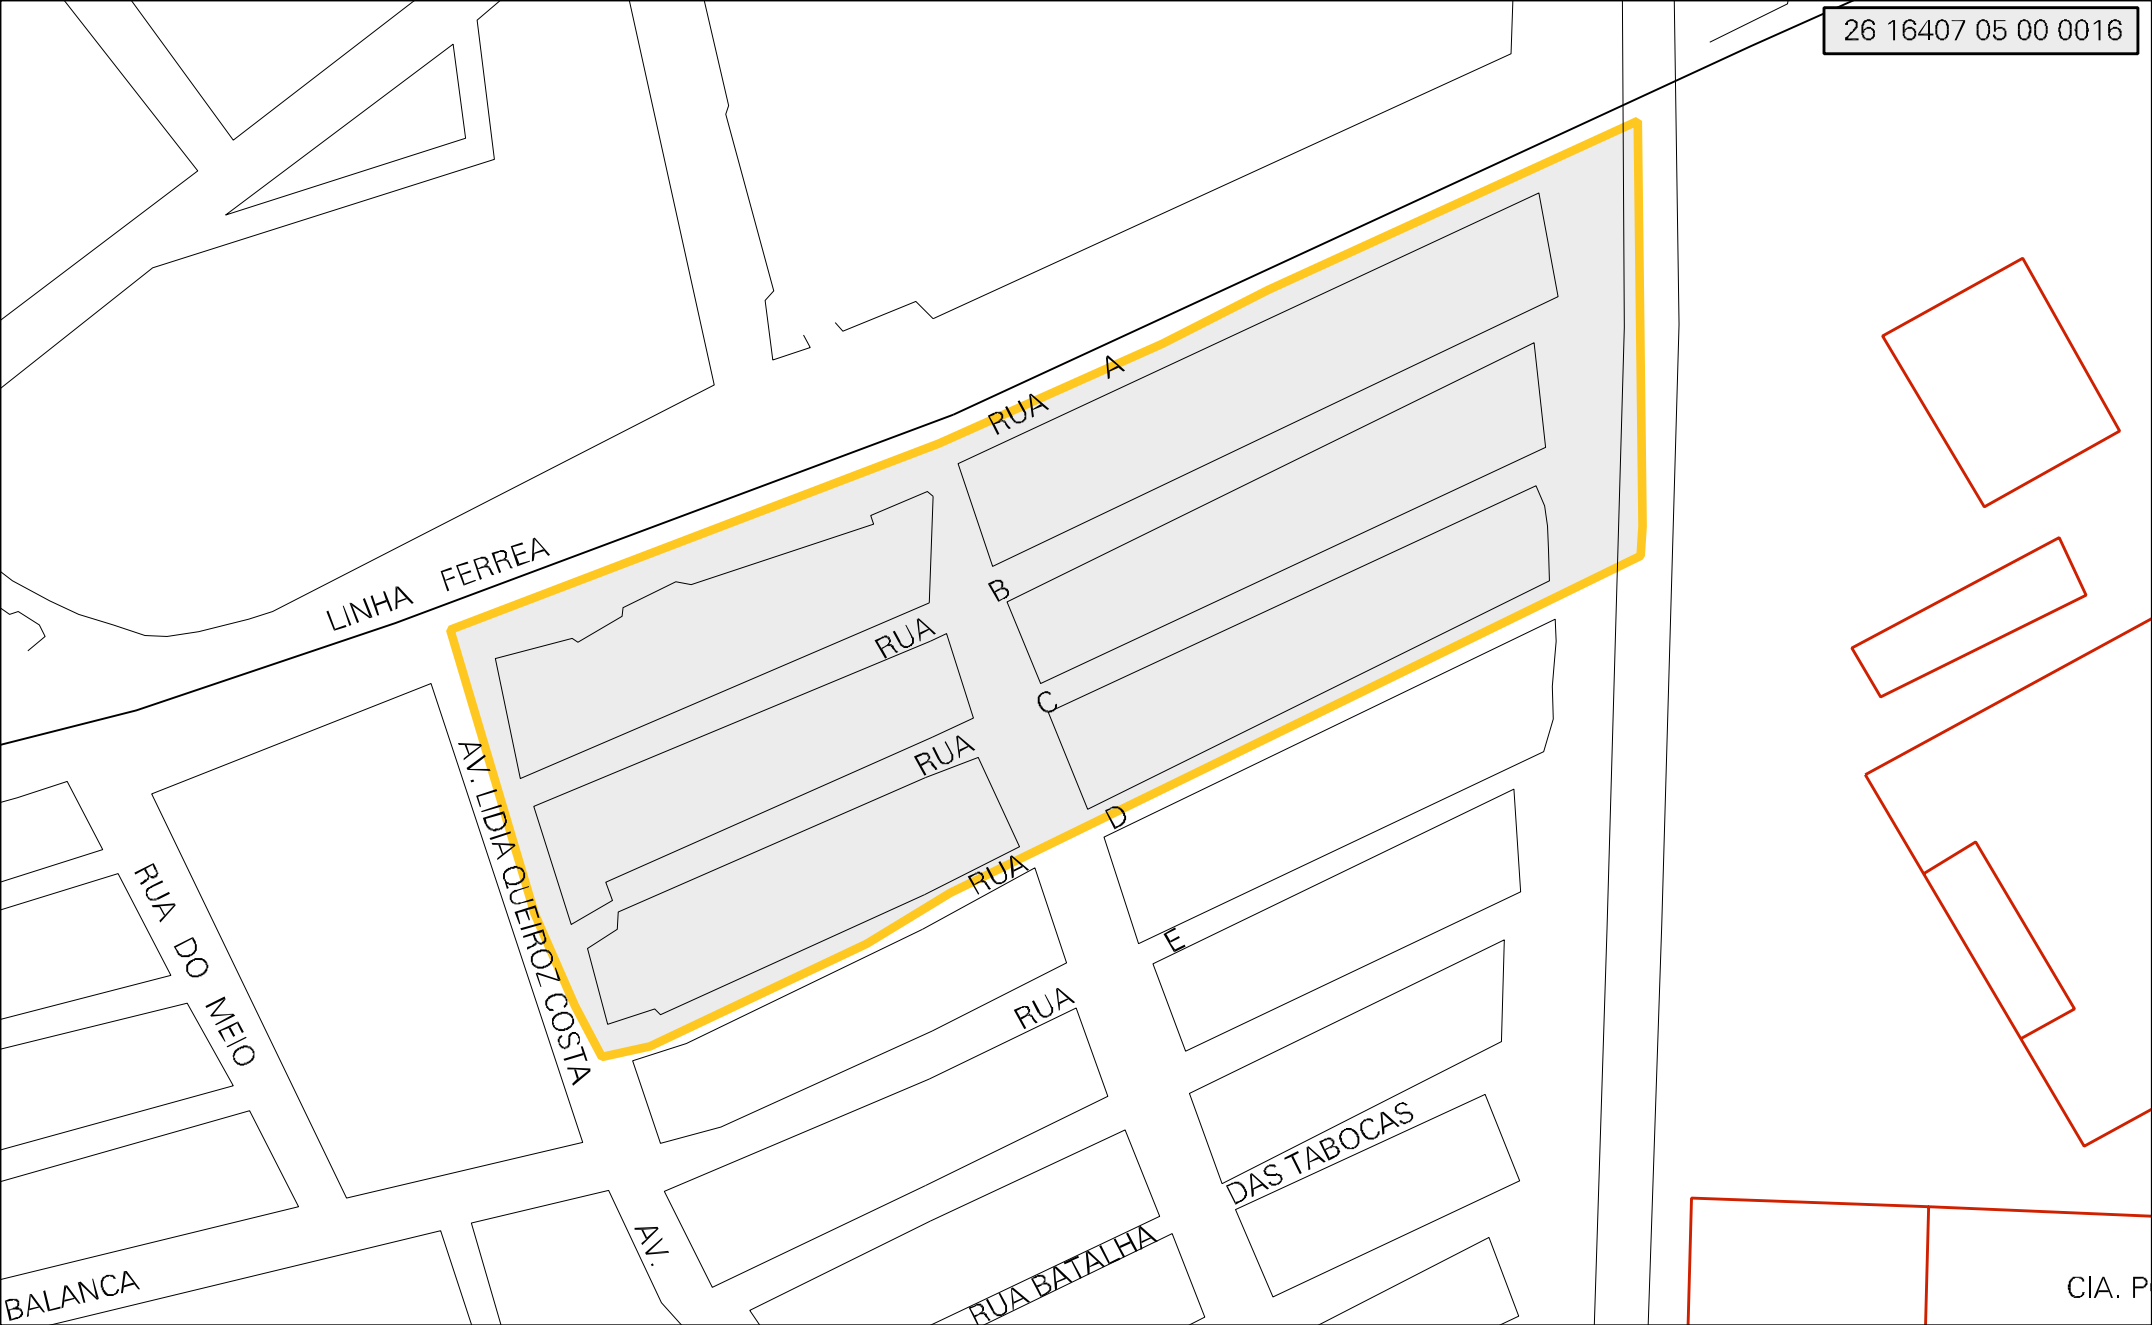 26 16407 05 00 0016
RUA A
LINHA FERREA
RUA B
RUA C
AV. LIDIA QUEIROZ COSTA
RUA D
RUA DO MEIO
RUA E
DAS TABOCAS
AV.
RUA BATALHA
BALANCA
CIA.